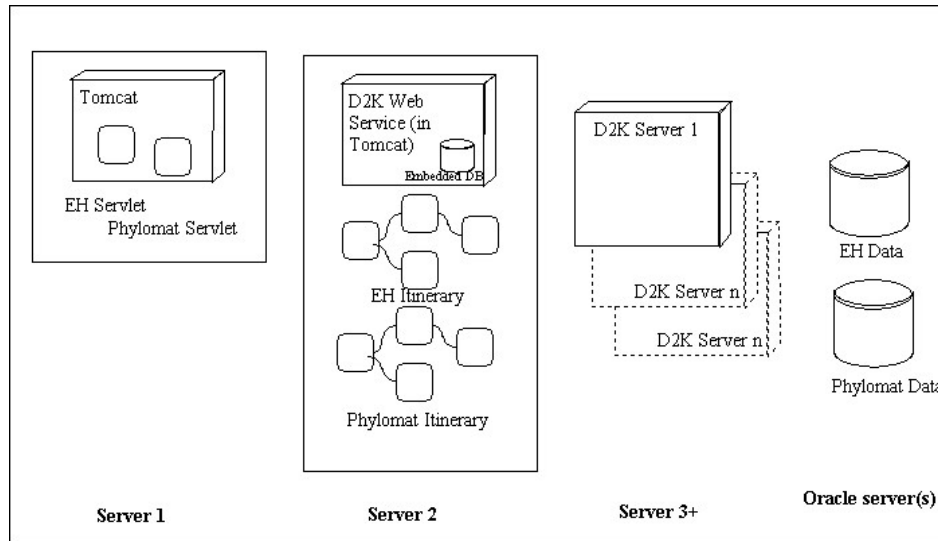 Tomcat
EH Servlet
Phylomat Servlet
D2K Web
Service (in
Tomcat)
Embedded DB
EH Itinerary
Phylomat Itinerary
D2K Server 1
D2K Server n
D2K Server n
EH Data
Phylomat Data
Server 1
Server 2
Server 3+
Oracle server(s)